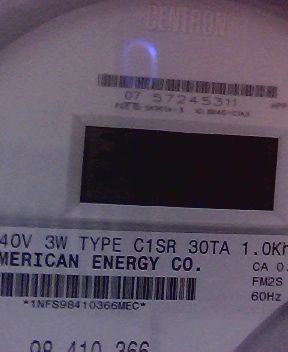 CENTRON
07 57245311
40V 3W TYPE C1SR 30TA 1.0Kh
MERICAN ENERGY CO.
CA 0.
FM2S
*1NFS98410366MEC*
60Hz
98 410 366